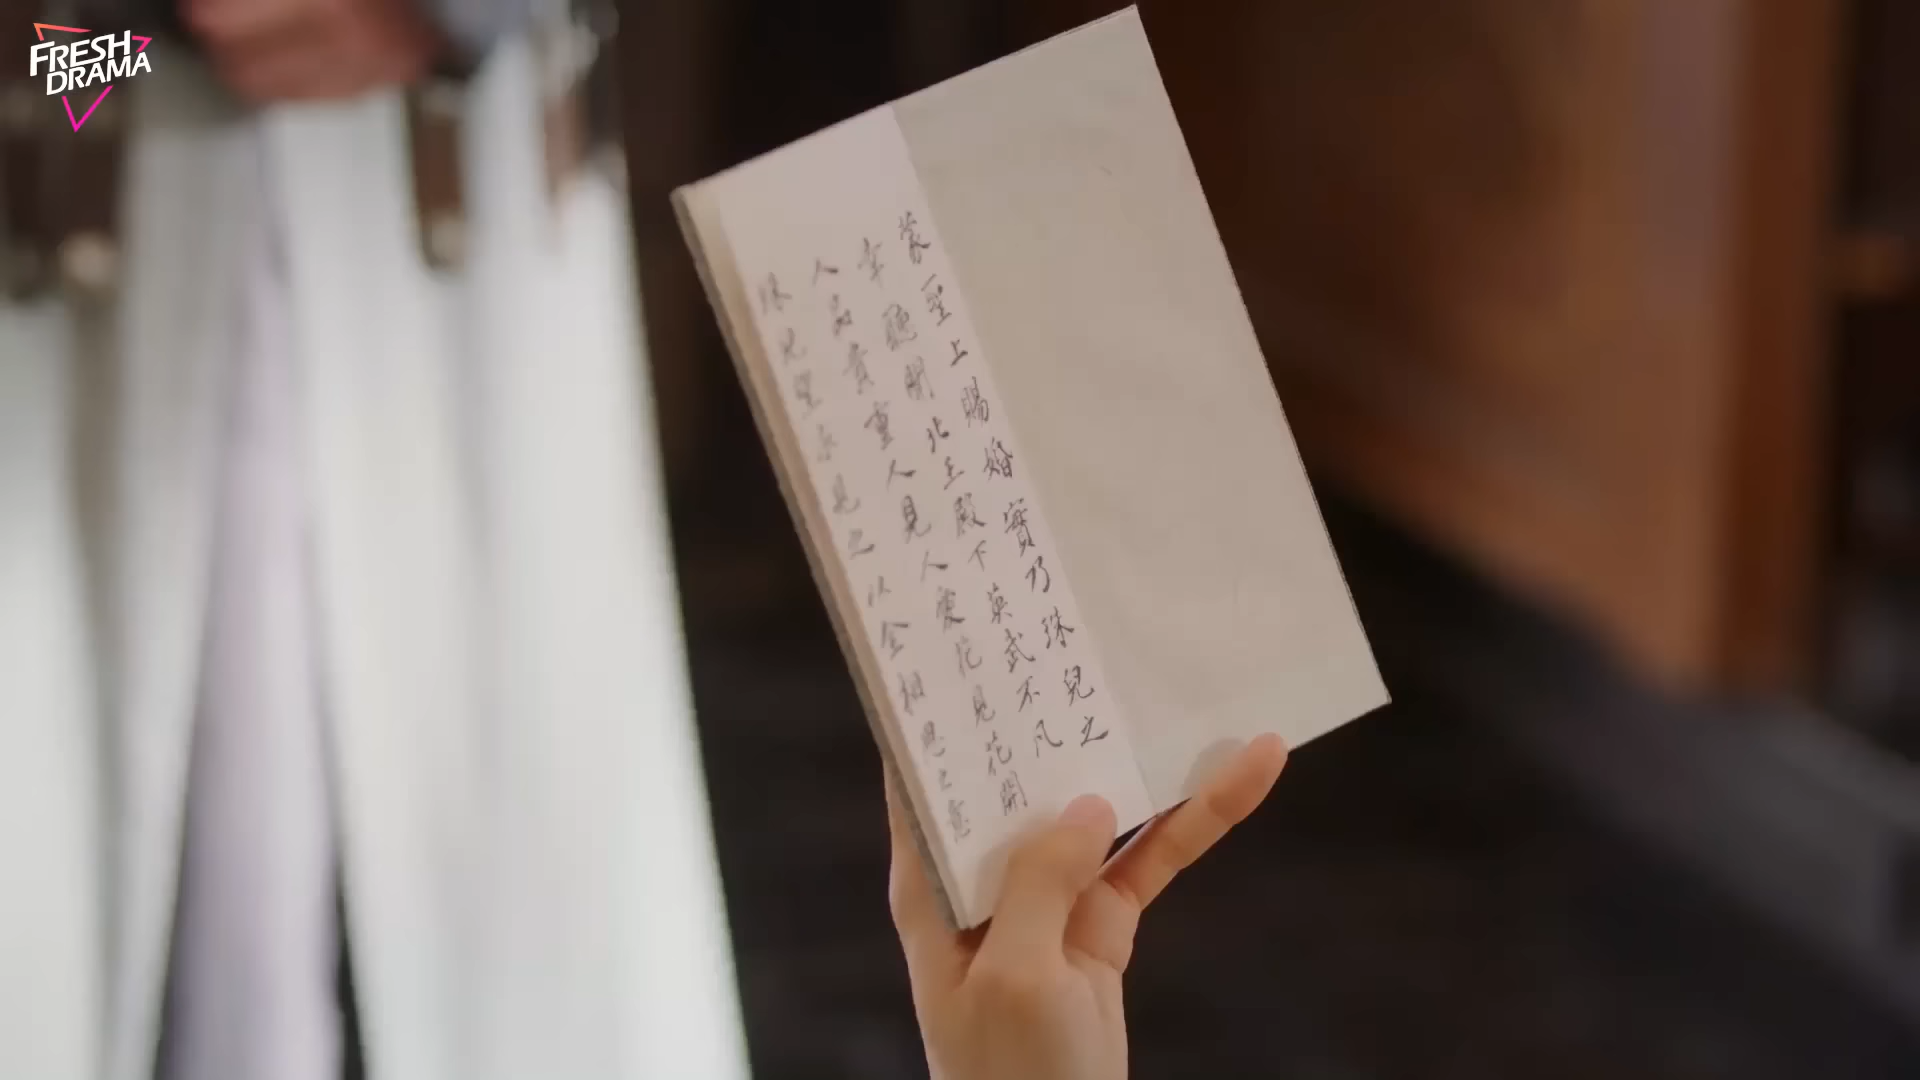 FRESH
DRAMA
蒙聖上賜婚實乃珠兒之
幸聽聞北王殿下英武不凡
人品貴重人見人愛花見花開
珠兒望求見之以全相思之意